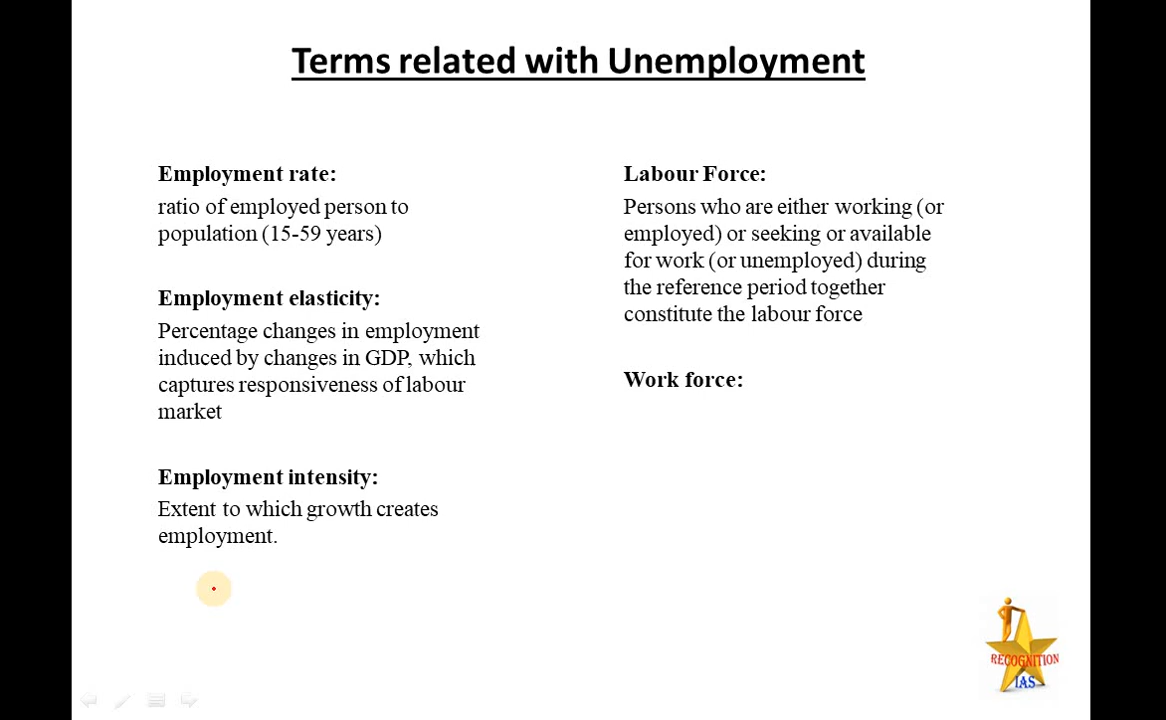 Terms related with Unemployment
Employment rate:
ratio of employed person to
population (15-59 years)
Employment elasticity:
Percentage changes in employment
induced by changes in GDP, which
captures responsiveness of labour
market
Employment intensity:
Extent to which growth creates
employment.
Labour Force:
Persons who are either working (or
employed) or seeking or available
for work (or unemployed) during
the reference period together
constitute the labour force
Work force:
RECOGNITION
IAS